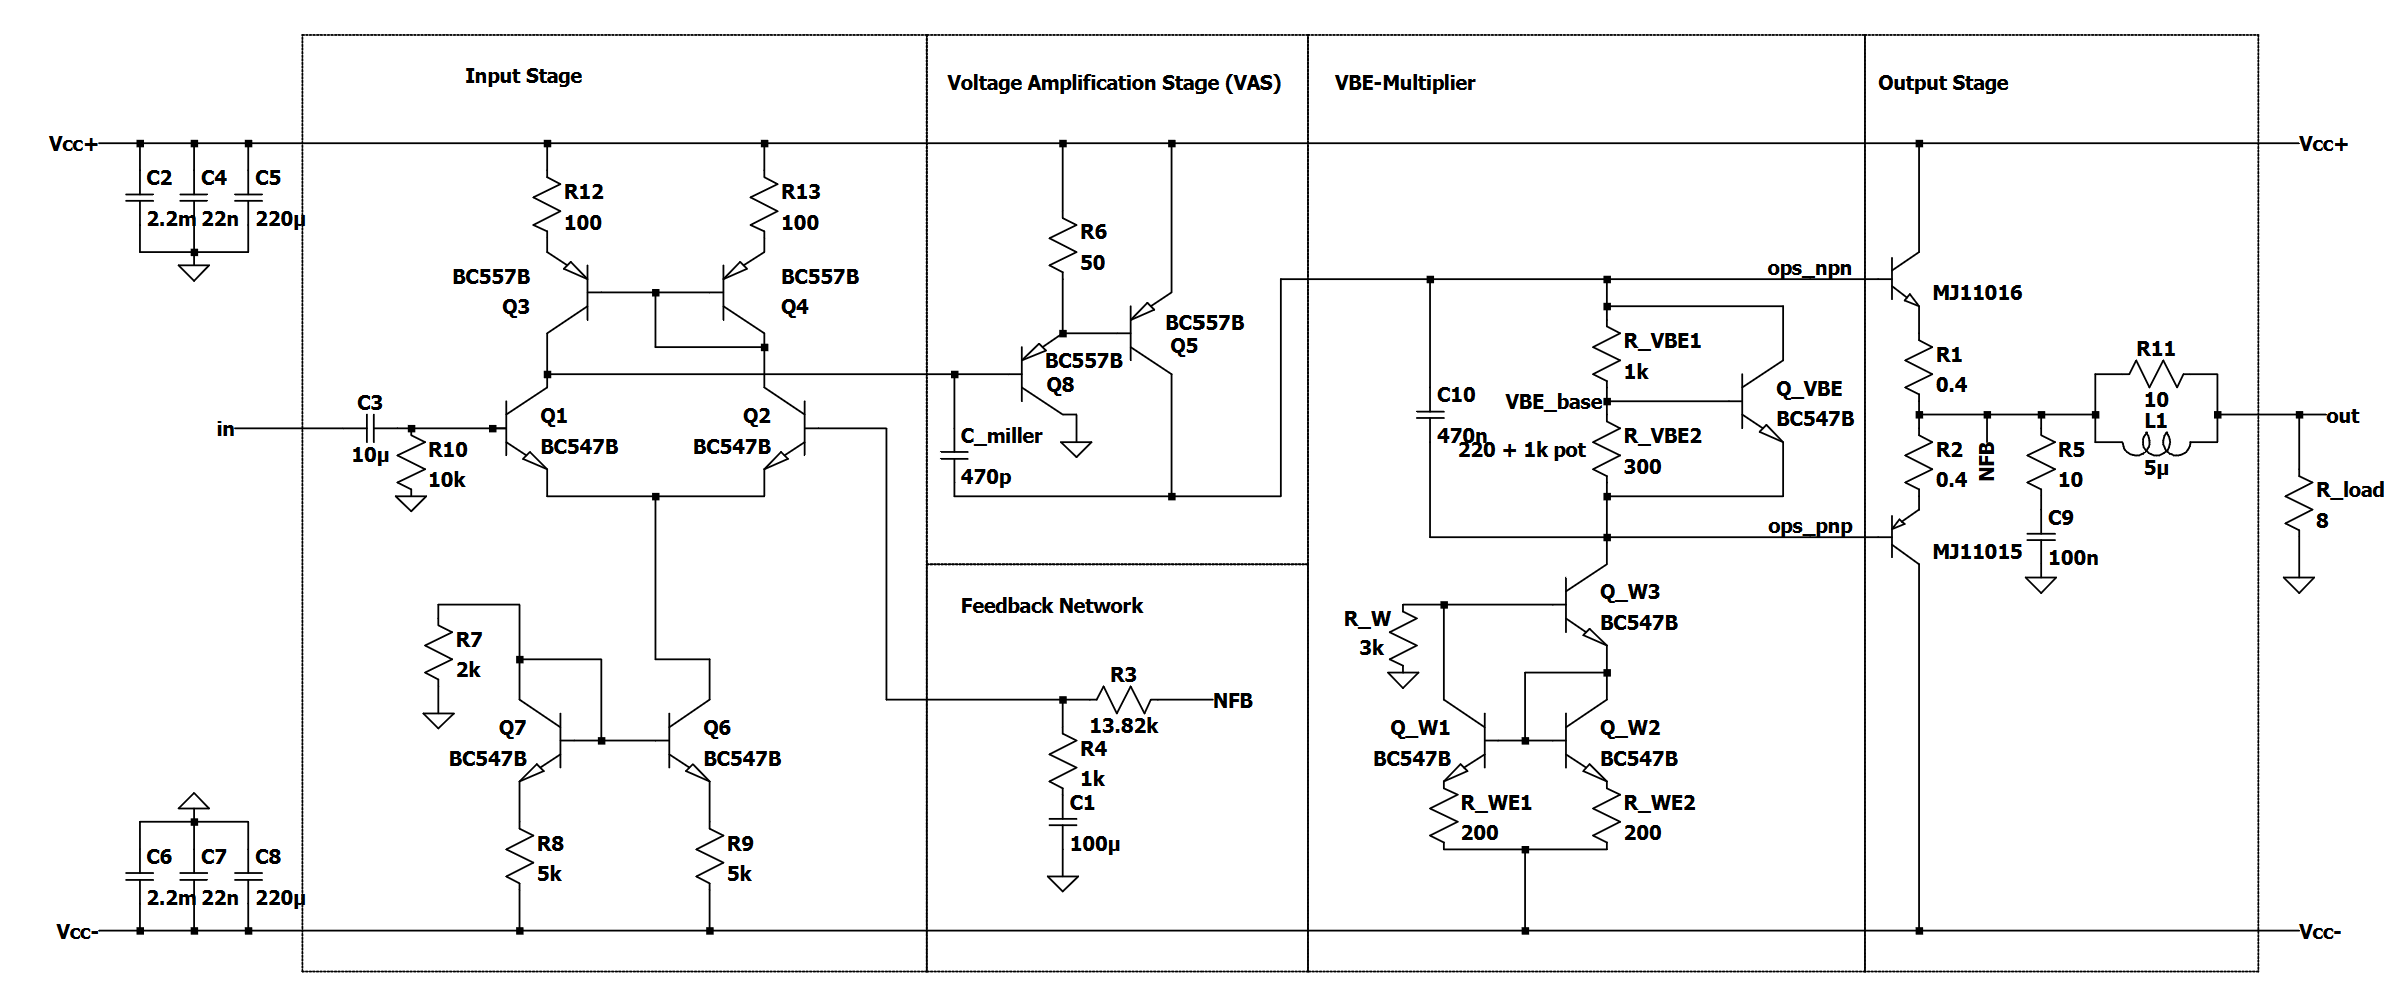 Input Stage
Voltage Amplification Stage (VAS)
VBE-Multiplier
Output Stage
Vcc+
Vcc+
C2
2.2m
C4
22n
C5
220µ
R12
100
R13
100
BC557B
Q3
BC557B
Q4
R6
50
BC557B
Q5
BC557B
Q8
ops_npn
MJ11016
R_VBE1
1k
R1
0.4
R11
10
L1
5µ
C10
470n
VBE_base
Q_VBE
BC547B
220 + 1k pot
R_VBE2
300
in
C3
10µ
R10
10k
Q1
BC547B
Q2
BC547B
C_miller
470p
R2
0.4
NFB
R5
10
C9
100n
out
R_load
8
ops_pnp
MJ11015
Feedback Network
R7
2k
R_W
3k
Q_W3
BC547B
R3
13.82k
NFB
R4
1k
C1
100µ
Q7
BC547B
Q6
BC547B
Q_W1
BC547B
Q_W2
BC547B
R8
5k
R9
5k
R_WE1
200
R_WE2
200
C6
2.2m
C7
22n
C8
220µ
Vcc-
Vcc-